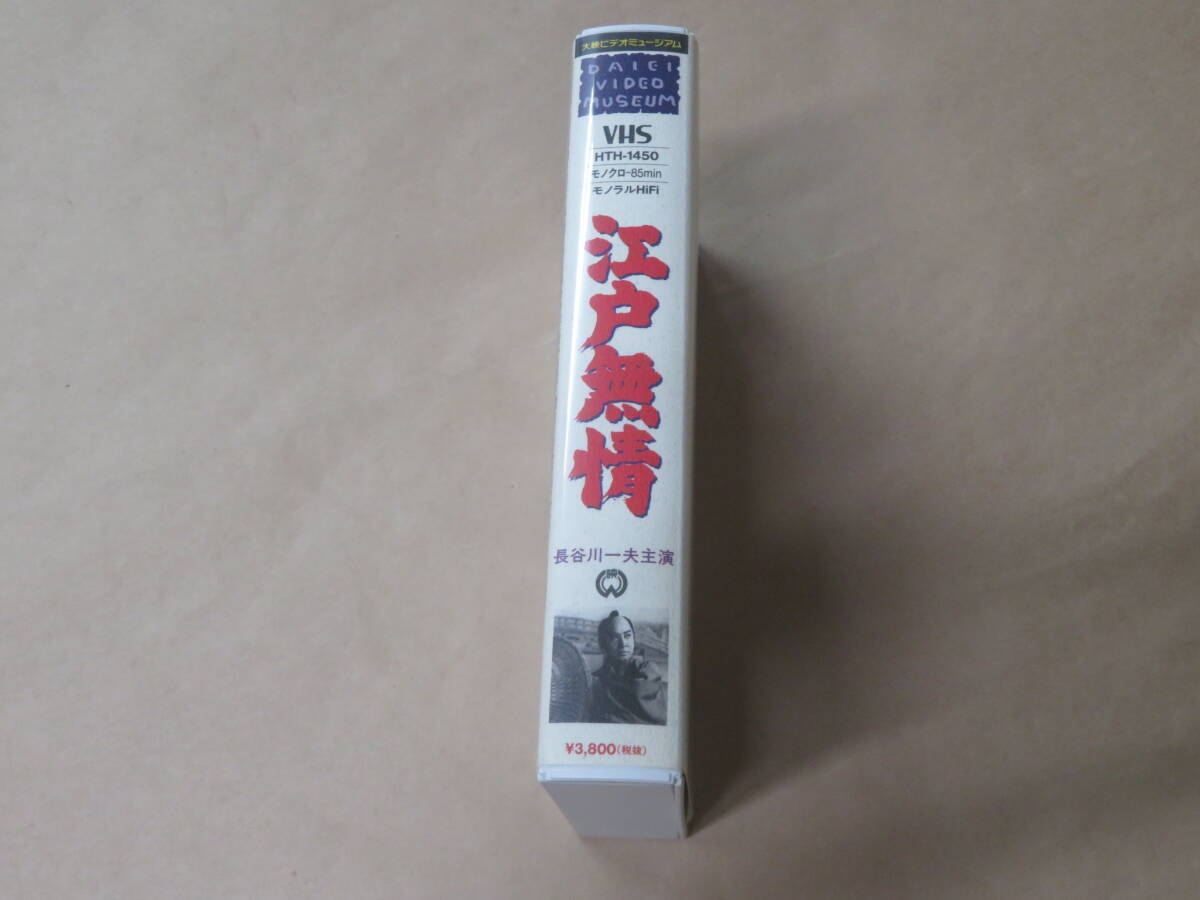 大映ビデオミュージアム
DAIEI
VIDEO
MUSEUM
VHS
HTH-1450
モノクロ-85min
モノラルHiFi
江戸無情
長谷川一夫主演
映
¥3,800(税抜)